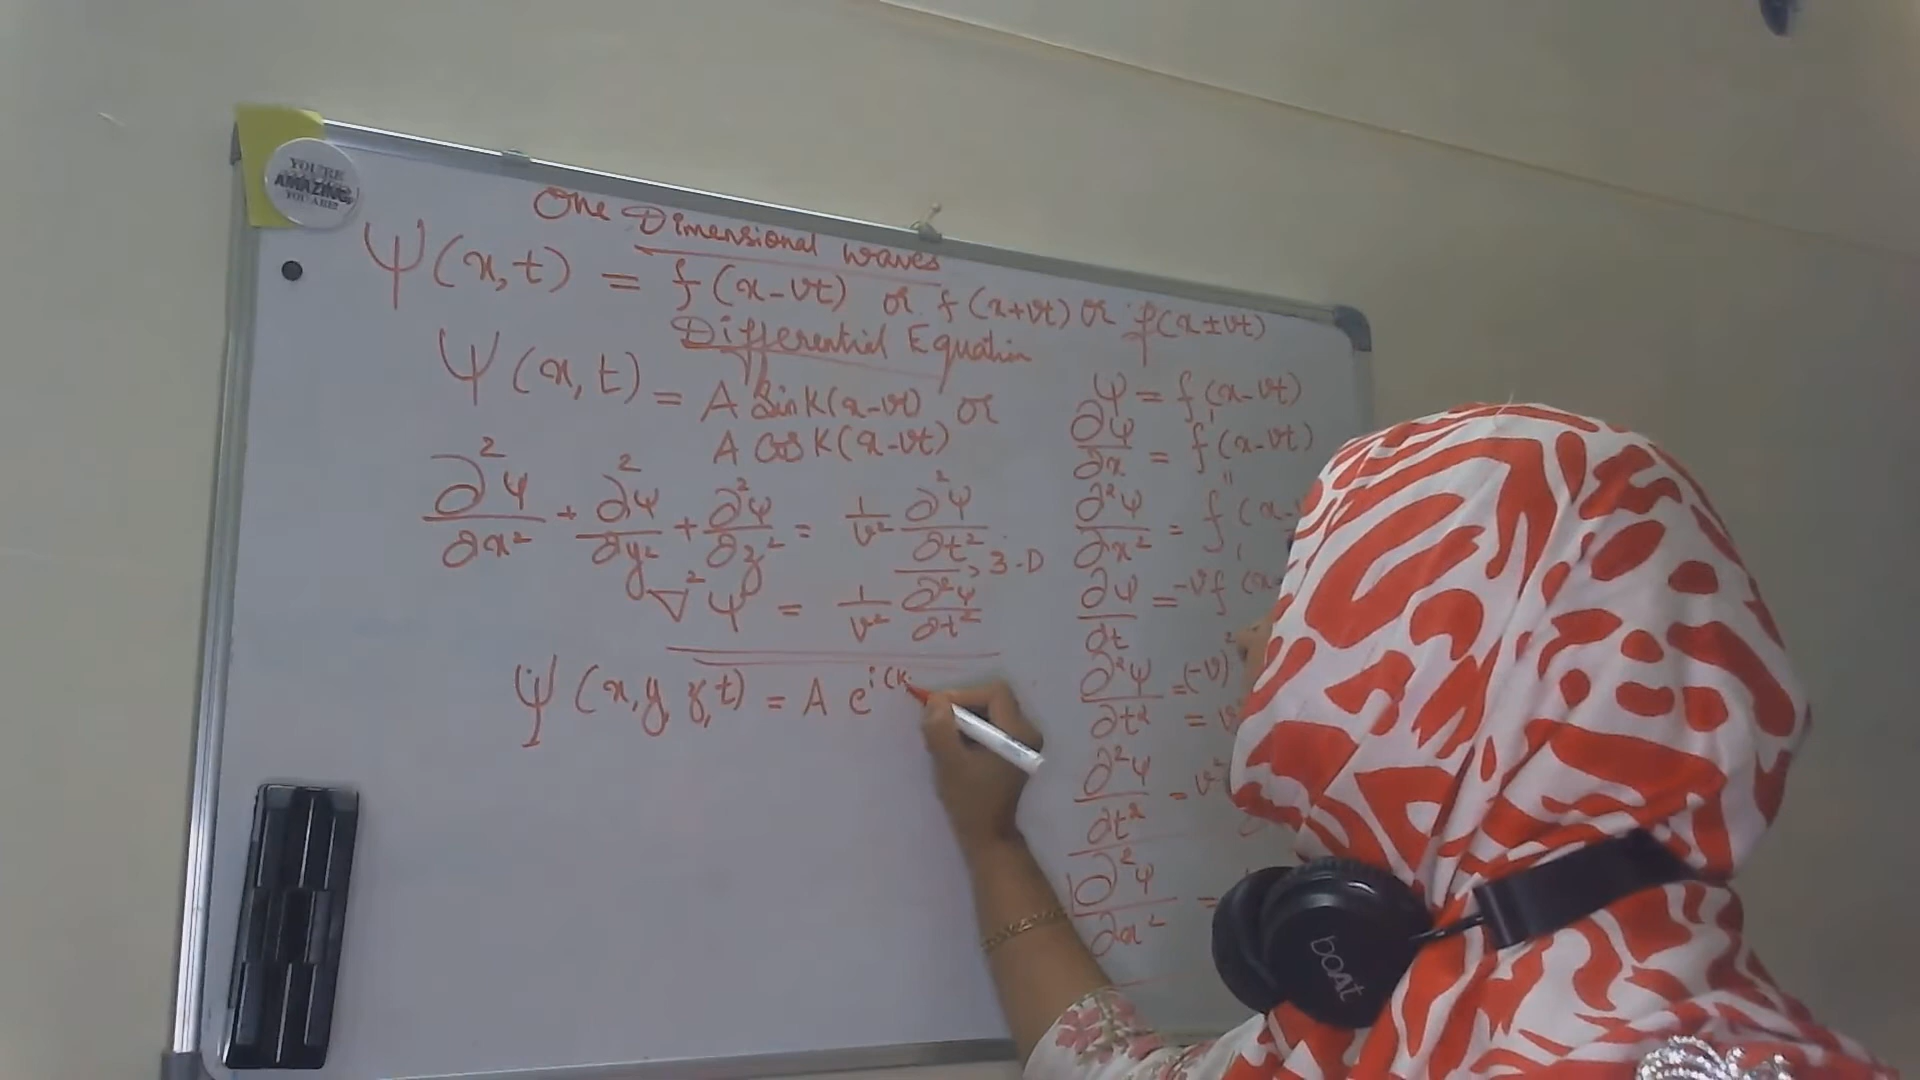 YOU'RE
AMAZING
YOU ARE!
One Dimensional waves
Ψ(x,t) = f(x-vt) or f(x+vt) or f(x±vt)
Differential Equation
Ψ(x,t) = A Sin K(x-vt) or
A Cos K(x-vt)
∂²ψ/∂x² + ∂²ψ/∂y² + ∂²ψ/∂z² = 1/v² ∂²ψ/∂t² > 3-D
∇²ψ = 1/v² ∂²ψ/∂t²
Ψ(x,y,z,t) = A e^i(k
ψ = f(x-vt)
∂ψ/∂x = f'(x-vt)
∂²ψ/∂x² = f''(x-
∂ψ/∂t = -vf'(x-
∂²ψ/∂t² = (-v)²
= v
∂²ψ/∂t² = v²
∂²ψ/∂x² =
boAt